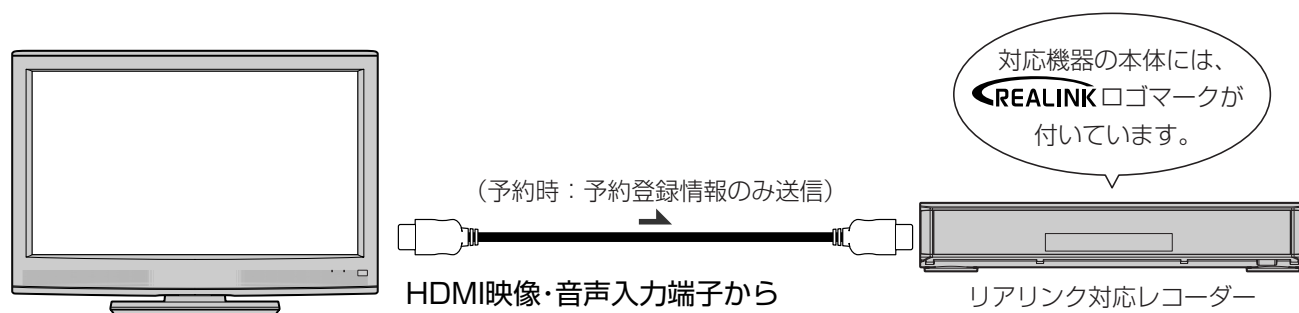 対応機器の本体には、
REALINKロゴマークが
付いています。
（予約時：予約登録情報のみ送信）
HDMI映像・音声入力端子から
リアリンク対応レコーダー